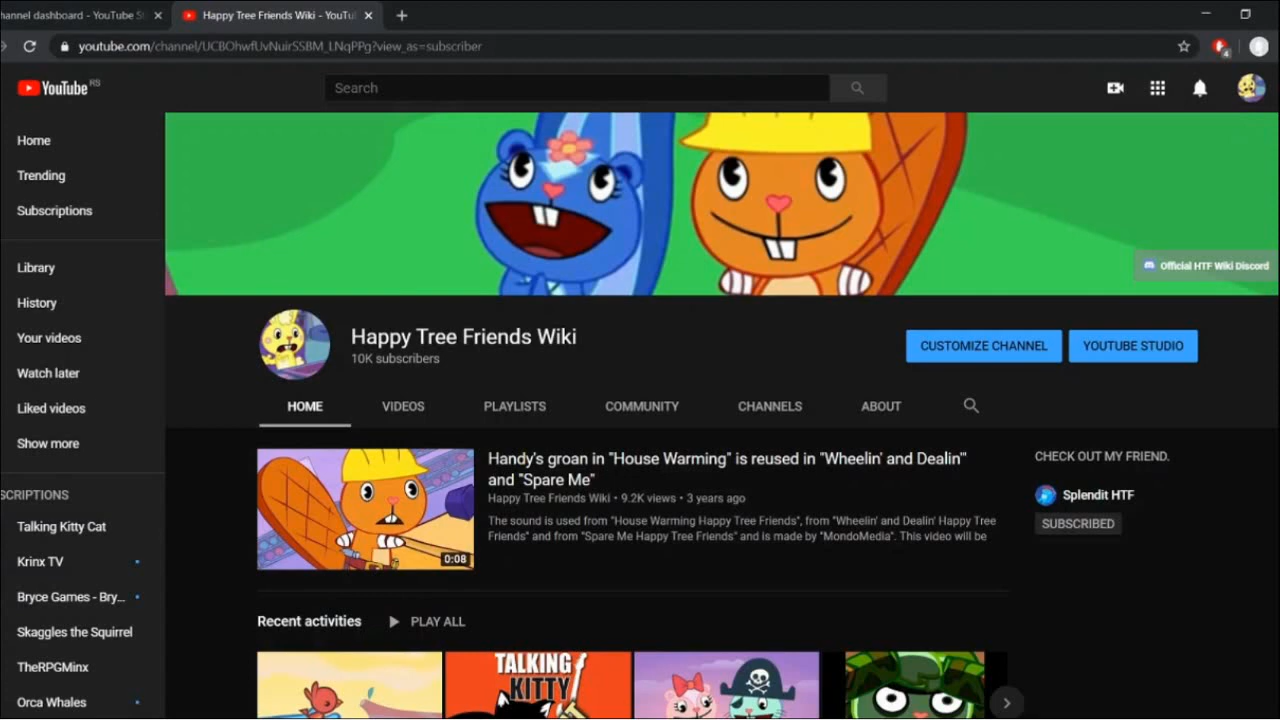 hannel dashboard - YouTube S
Happy Tree Friends Wiki - YouTu
youtube.com/channel/UCBOhwfUvNuirSSBM_LNqPPg?view_as=subscriber
4
YouTube RS
Search
Home
Trending
Subscriptions
Library
History
Your videos
Watch later
Liked videos
Show more
SCRIPTIONS
Talking Kitty Cat
Krinx TV
Bryce Games - Bry...
Skaggles the Squirrel
TheRPGMinx
Orca Whales
Official HTF Wiki Discord
Happy Tree Friends Wiki
10K subscribers
CUSTOMIZE CHANNEL
YOUTUBE STUDIO
HOME
VIDEOS
PLAYLISTS
COMMUNITY
CHANNELS
ABOUT
0:08
Handy's groan in "House Warming" is reused in "Wheelin' and Dealin'"
and "Spare Me"
Happy Tree Friends Wiki • 9.2K views • 3 years ago
The sound is used from "House Warming Happy Tree Friends", from "Wheelin' and Dealin' Happy Tree
Friends" and from "Spare Me Happy Tree Friends" and is made by "MondoMedia". This video will be
CHECK OUT MY FRIEND.
Splendit HTF
SUBSCRIBED
Recent activities
PLAY ALL
TALKING
KITTY